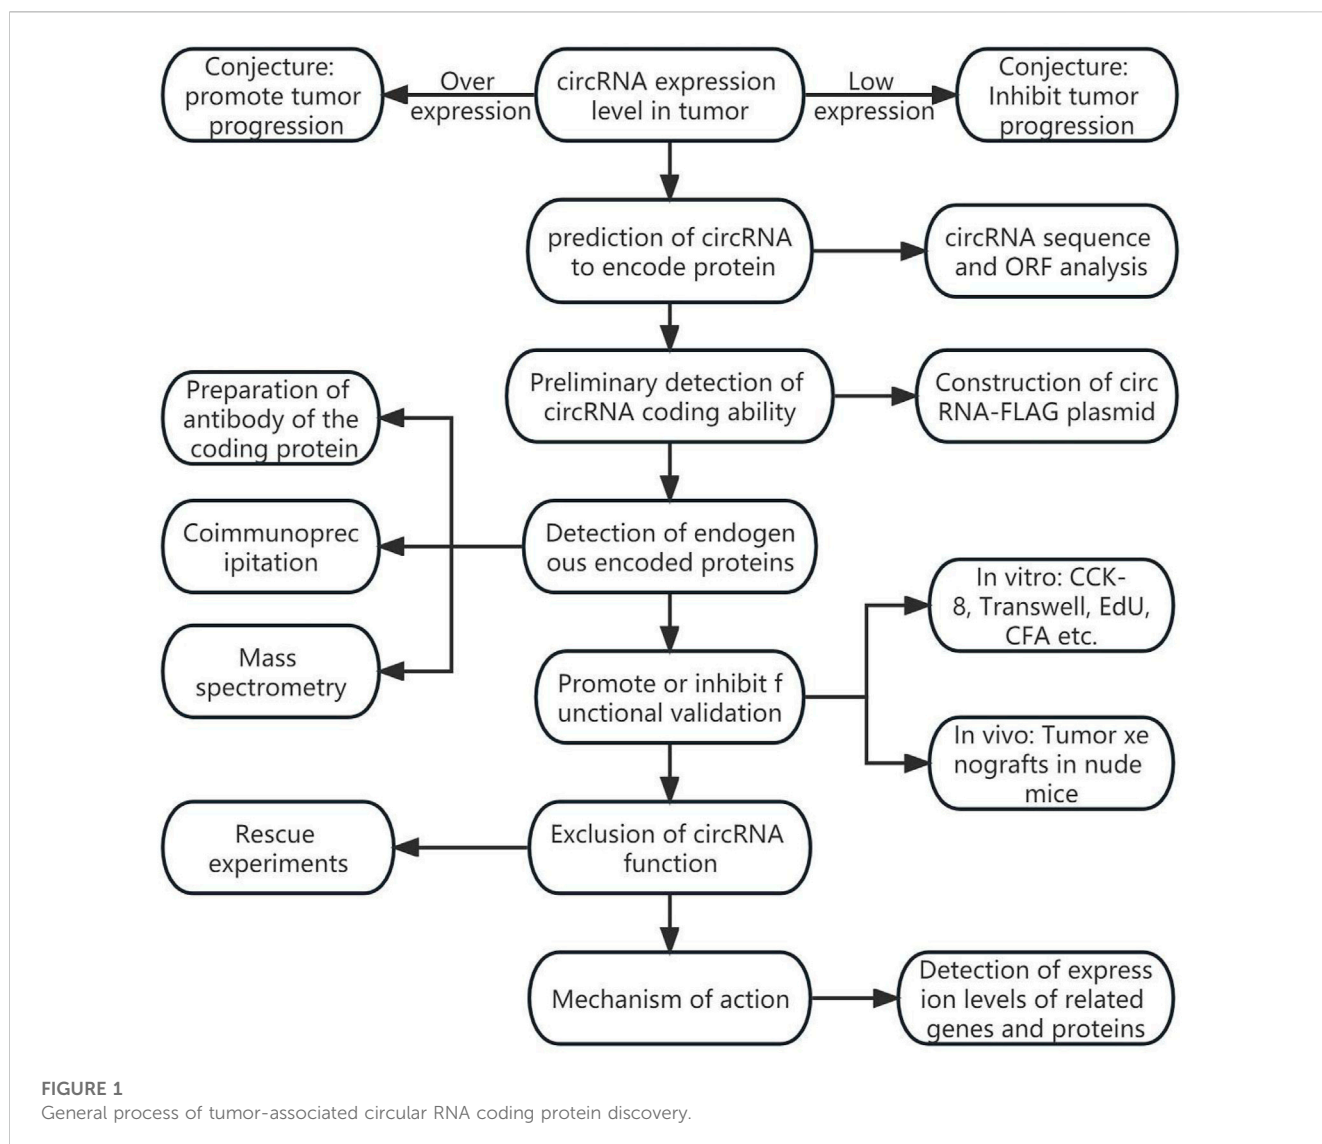 Conjecture:
promote tumor
progression
Over
expression
circRNA expression
level in tumor
Low
expression
Conjecture:
Inhibit tumor
progression
prediction of circRNA
to encode protein
circRNA sequence
and ORF analysis
Preliminary detection of
circRNA coding ability
Construction of circ
RNA-FLAG plasmid
Preparation of
antibody of the
coding protein
Coimmunoprec
ipitation
Mass
spectrometry
Detection of endogen
ous encoded proteins
In vitro: CCK-
8, Transwell, EdU,
CFA etc.
Promote or inhibit f
unctional validation
In vivo: Tumor xe
nografts in nude
mice
Rescue
experiments
Exclusion of circRNA
function
Mechanism of action
Detection of express
ion levels of related
genes and proteins
FIGURE 1
General process of tumor-associated circular RNA coding protein discovery.